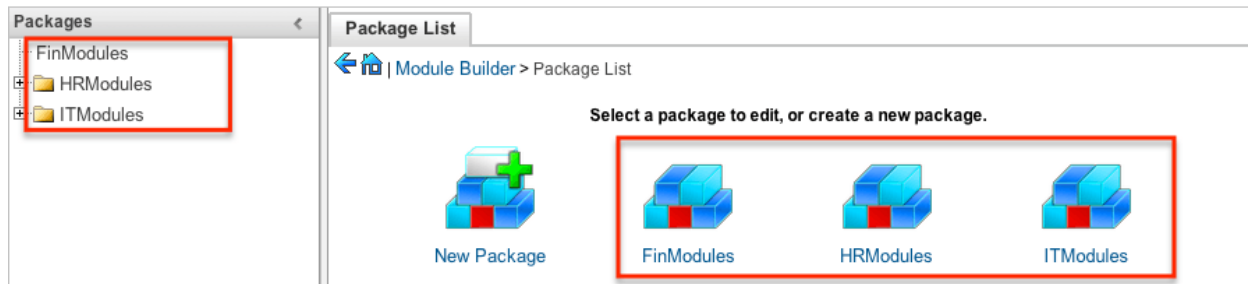 Packages
FinModules
HRModules
ITModules
Package List
| Module Builder > Package List
Select a package to edit, or create a new package.
New Package
FinModules
HRModules
ITModules